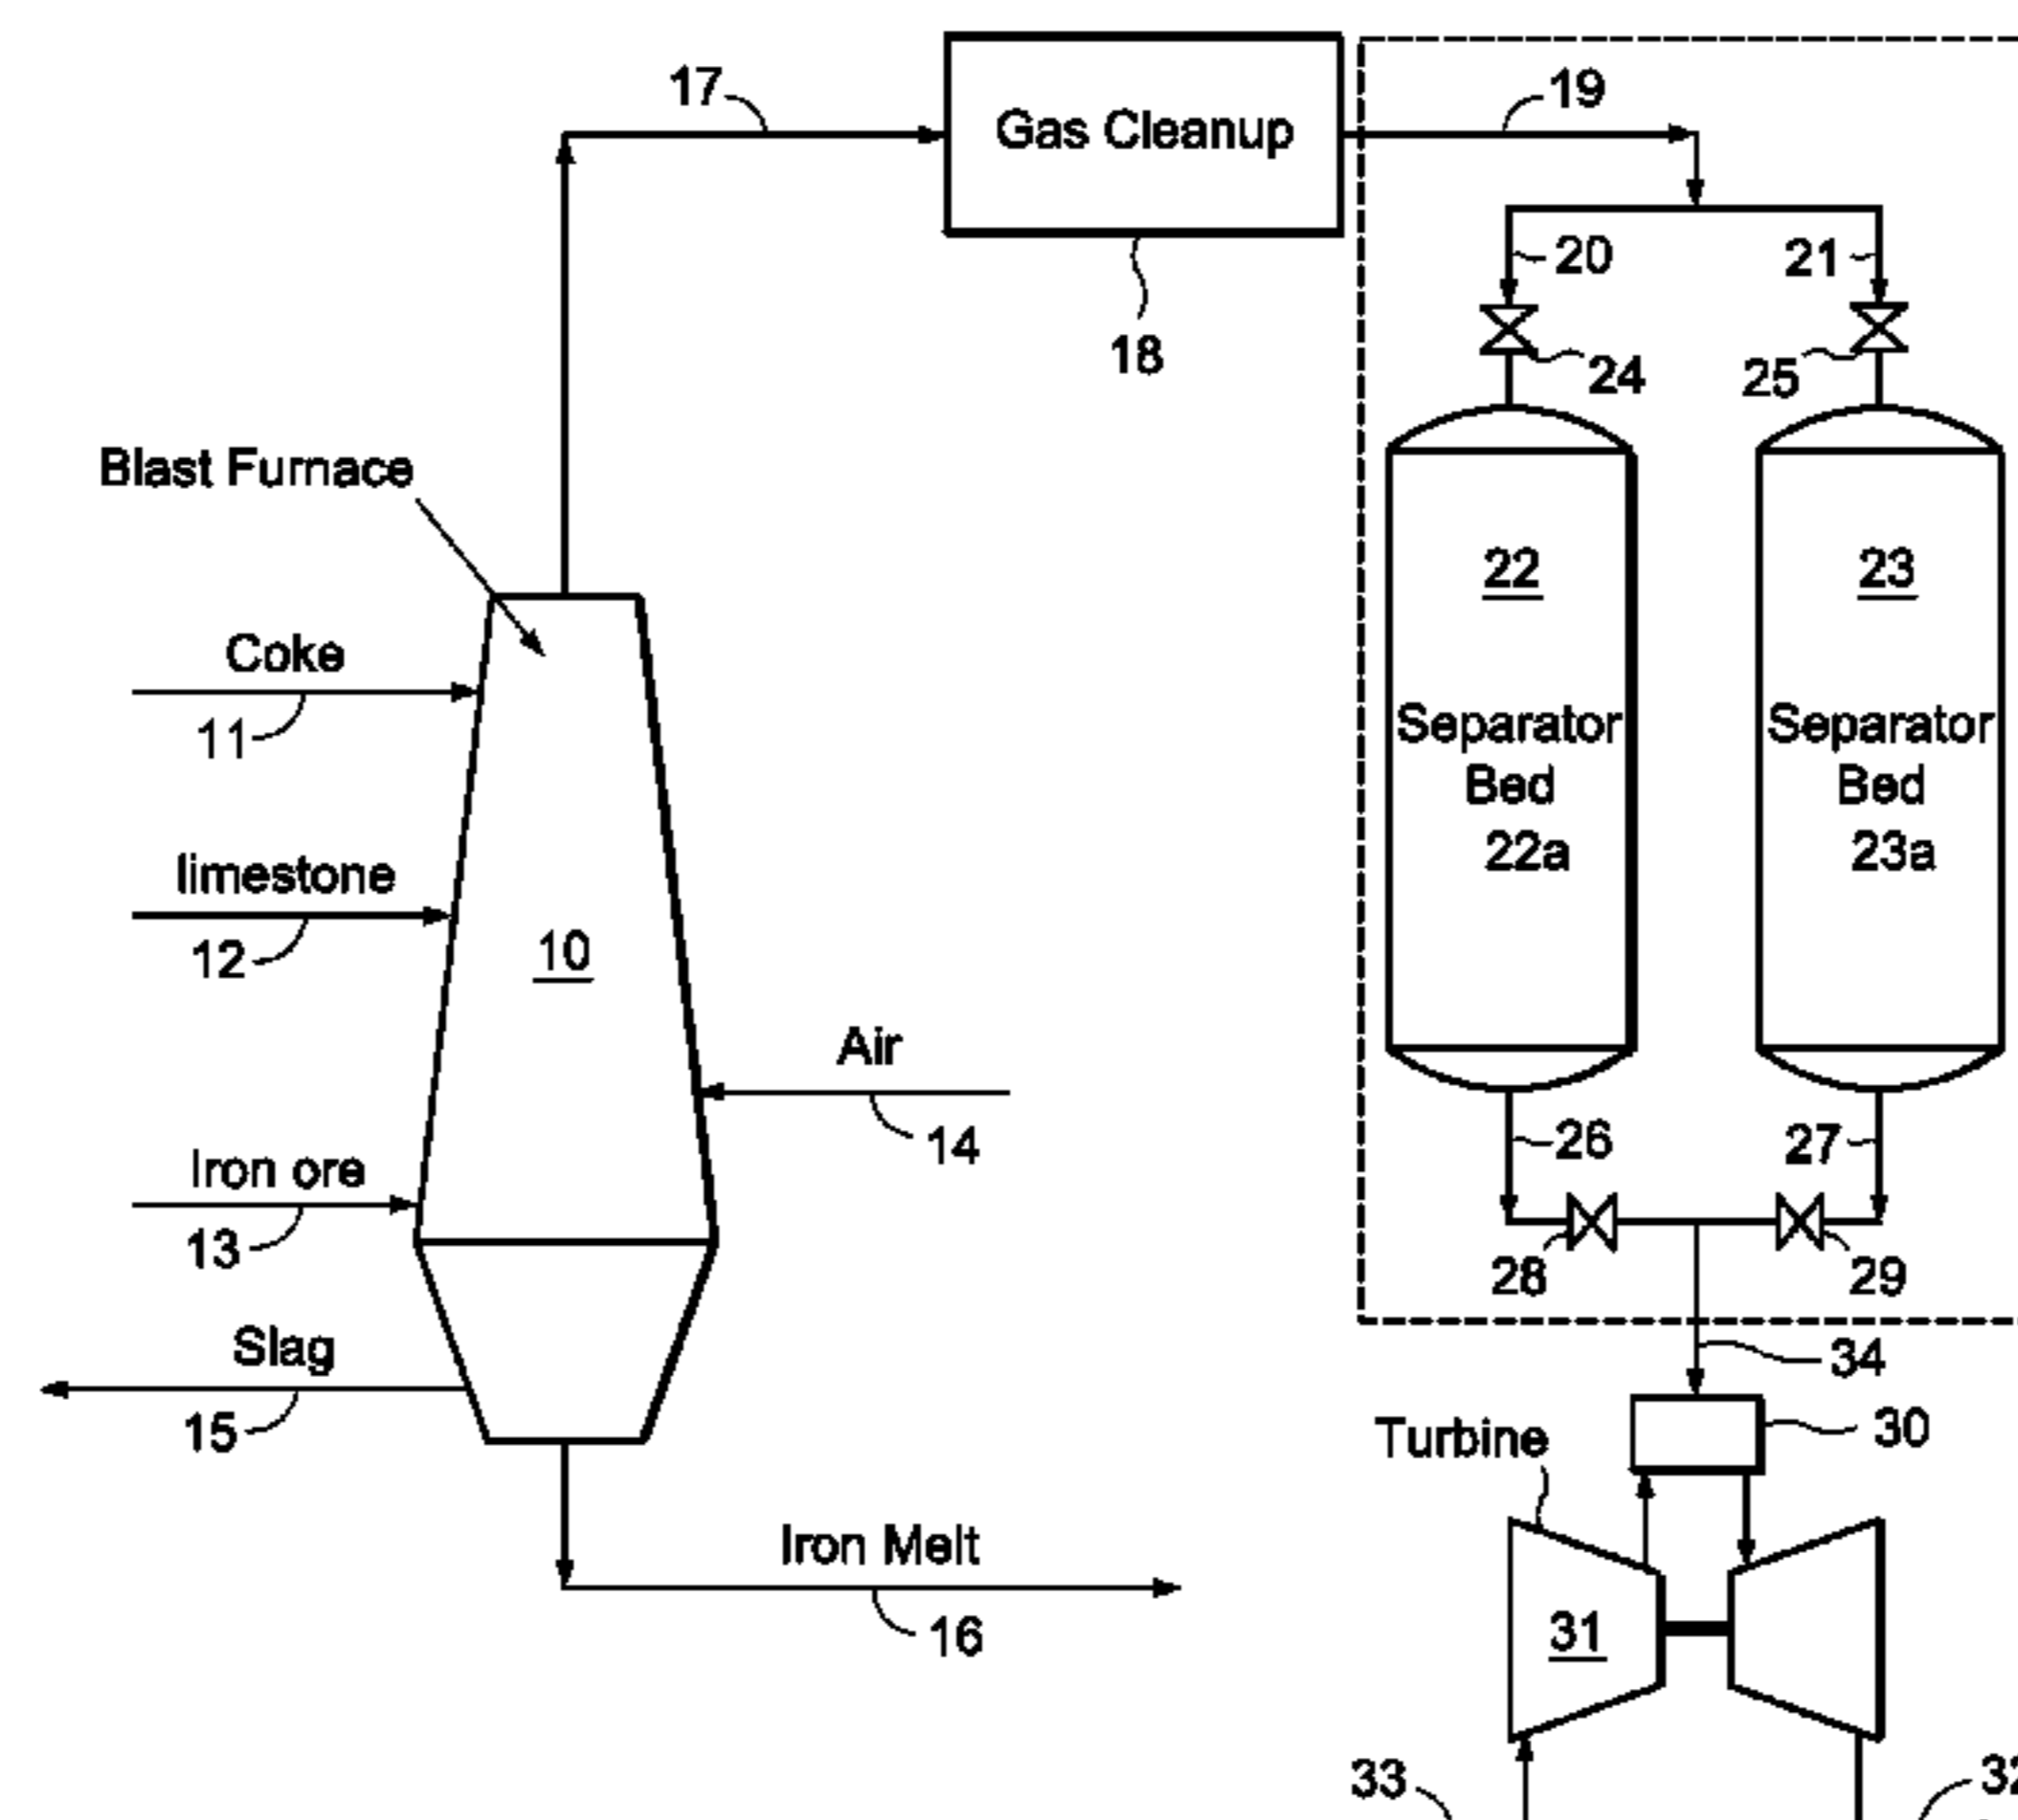 17
Gas Cleanup
19
20
21
18
24
25
Blast Furnace
22
23
Coke
11
Separator
Bed
22a
Separator
Bed
23a
limestone
12
10
Air
14
26
27
Iron ore
13
28
29
Slag
15
34
Turbine
30
Iron Melt
16
31
33
32